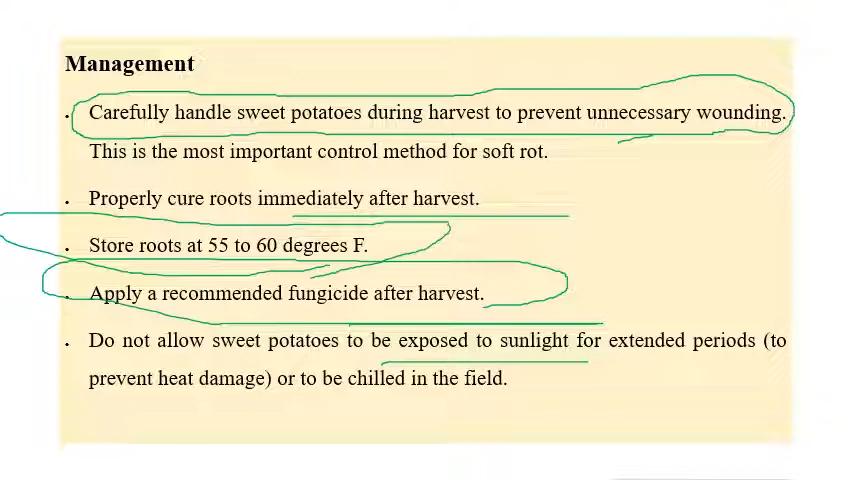 Management
• Carefully handle sweet potatoes during harvest to prevent unnecessary wounding.
This is the most important control method for soft rot.
• Properly cure roots immediately after harvest.
• Store roots at 55 to 60 degrees F.
• Apply a recommended fungicide after harvest.
• Do not allow sweet potatoes to be exposed to sunlight for extended periods (to
prevent heat damage) or to be chilled in the field.